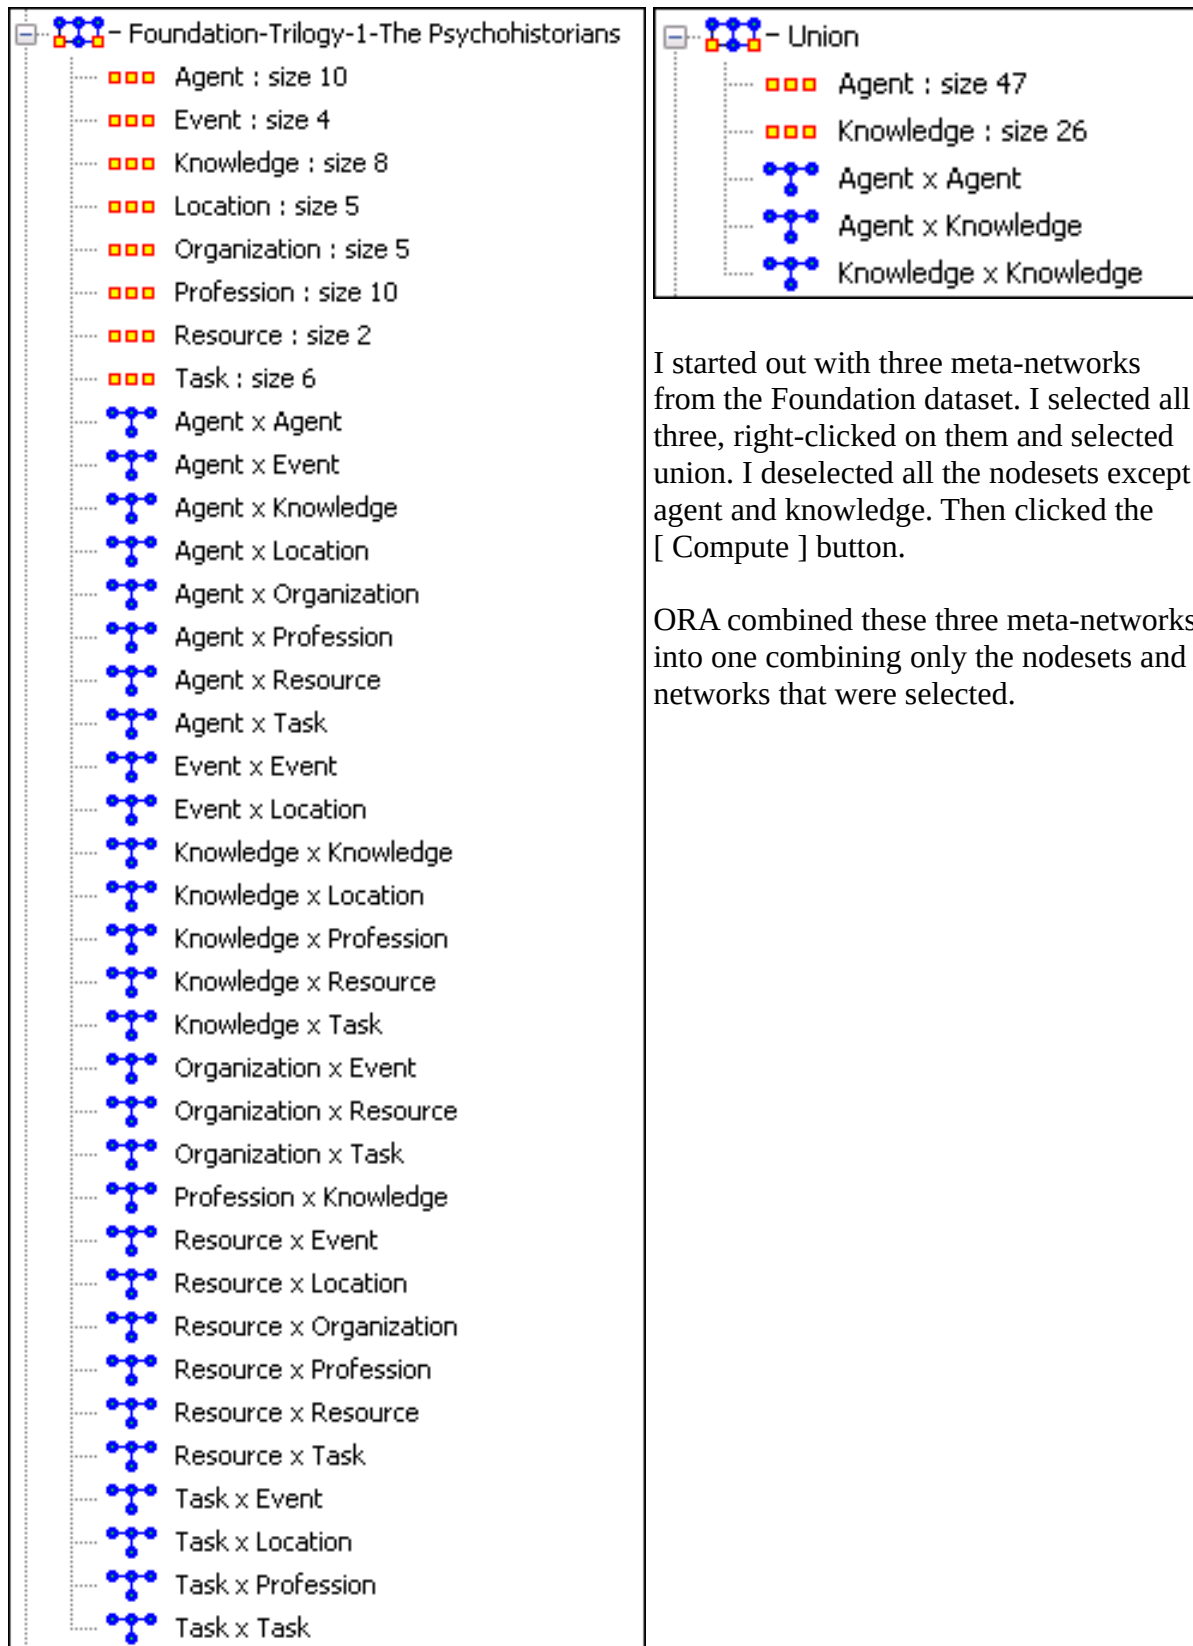 – Foundation-Trilogy-1-The Psychohistorians
Agent : size 10
Event : size 4
Knowledge : size 8
Location : size 5
Organization : size 5
Profession : size 10
Resource : size 2
Task : size 6
Agent x Agent
Agent x Event
Agent x Knowledge
Agent x Location
Agent x Organization
Agent x Profession
Agent x Resource
Agent x Task
Event x Event
Event x Location
Knowledge x Knowledge
Knowledge x Location
Knowledge x Profession
Knowledge x Resource
Knowledge x Task
Organization x Event
Organization x Resource
Organization x Task
Profession x Knowledge
Resource x Event
Resource x Location
Resource x Organization
Resource x Profession
Resource x Resource
Resource x Task
Task x Event
Task x Location
Task x Profession
Task x Task
– Union
Agent : size 47
Knowledge : size 26
Agent x Agent
Agent x Knowledge
Knowledge x Knowledge
I started out with three meta-networks
from the Foundation dataset. I selected all
three, right-clicked on them and selected
union. I deselected all the nodesets except
agent and knowledge. Then clicked the
[ Compute ] button.
ORA combined these three meta-networks
into one combining only the nodesets and
networks that were selected.